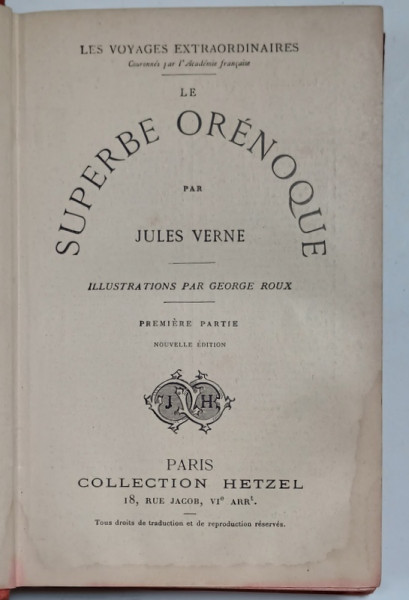 LES VOYAGES EXTRAORDINAIRES
Couronnés par l'Académie française
LE
SUPERBE ORÉNOQUE
PAR
JULES VERNE
ILLUSTRATIONS PAR GEORGE ROUX
PREMIÈRE PARTIE
NOUVELLE ÉDITION
J H
PARIS
COLLECTION HETZEL
18, RUE JACOB, VIe ARRt.
Tous droits de traduction et de reproduction réservés.